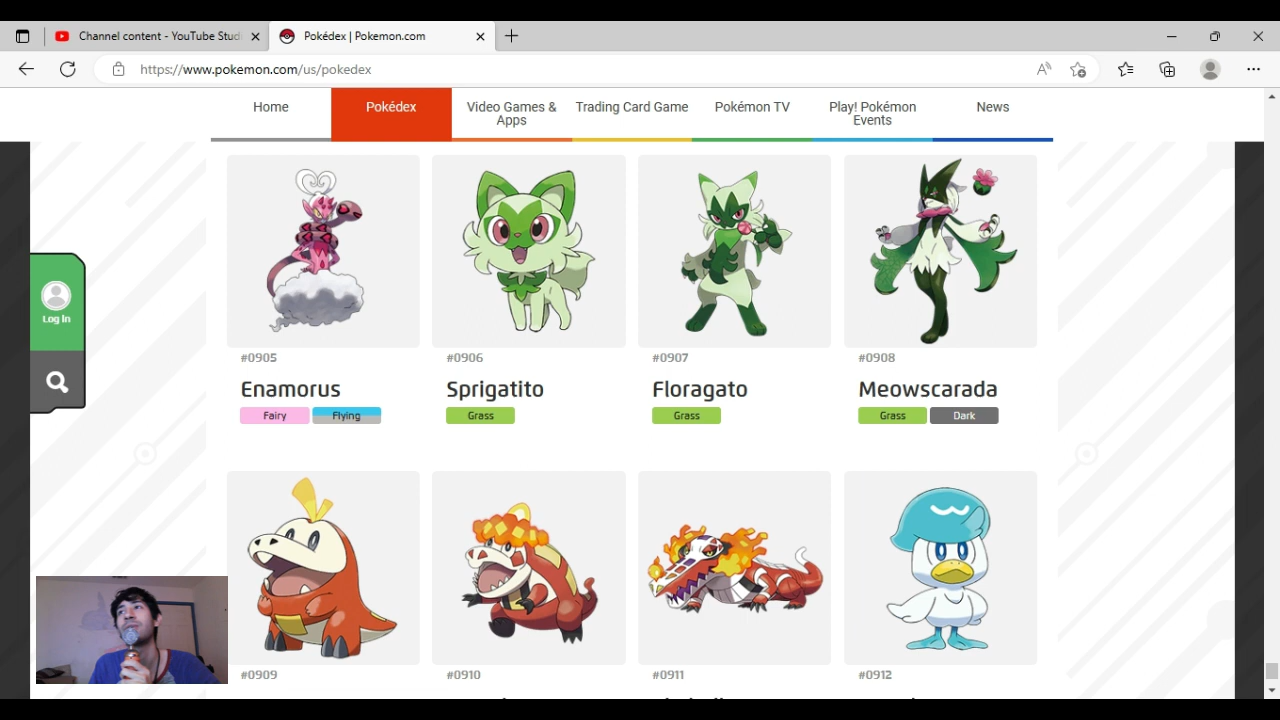 Channel content - YouTube Stud
Pokédex | Pokemon.com
https://www.pokemon.com/us/pokedex
Home
Pokédex
Video Games &
Apps
Trading Card Game
Pokémon TV
Play! Pokémon
Events
News
Log In
#0905
#0906
#0907
#0908
Enamorus
Sprigatito
Floragato
Meowscarada
Fairy
Flying
Grass
Grass
Grass
Dark
#0909
#0910
#0911
#0912